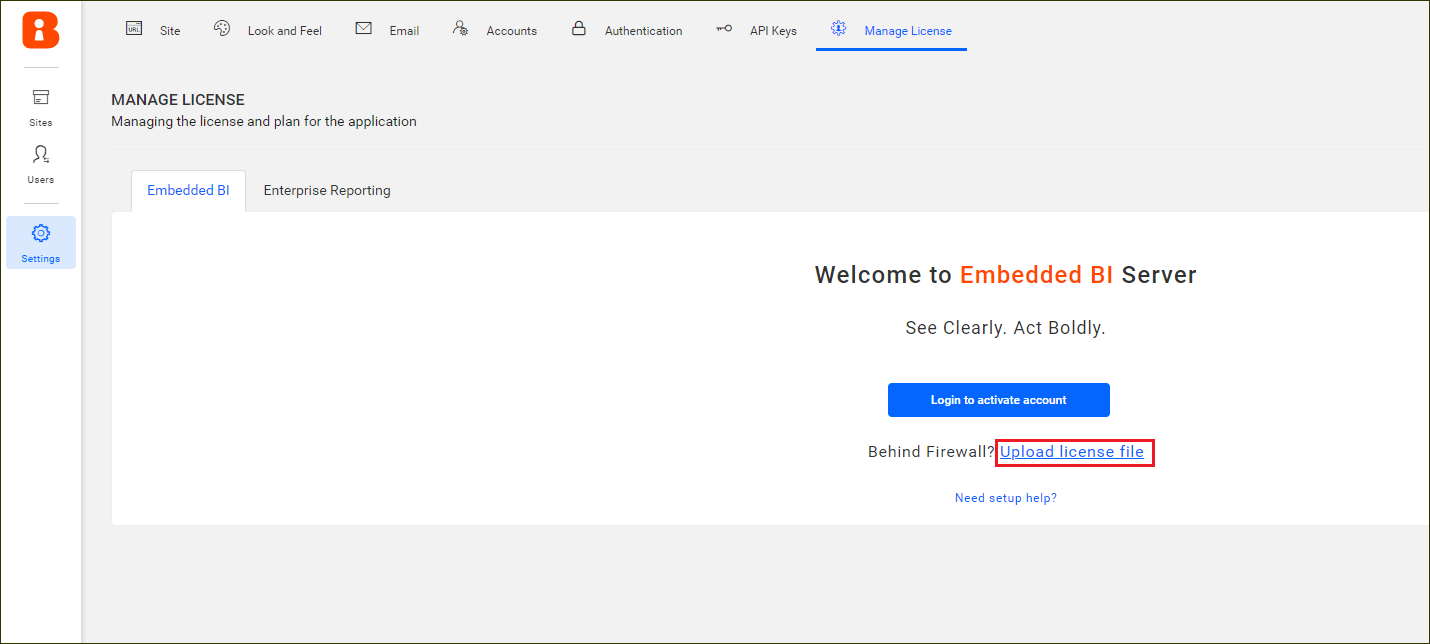 URL Site Look and Feel Email Accounts Authentication API Keys Manage License
Sites
Users
Settings
MANAGE LICENSE
Managing the license and plan for the application
Embedded BI Enterprise Reporting
Welcome to Embedded BI Server
See Clearly. Act Boldly.
Login to activate account
Behind Firewall? Upload license file
Need setup help?